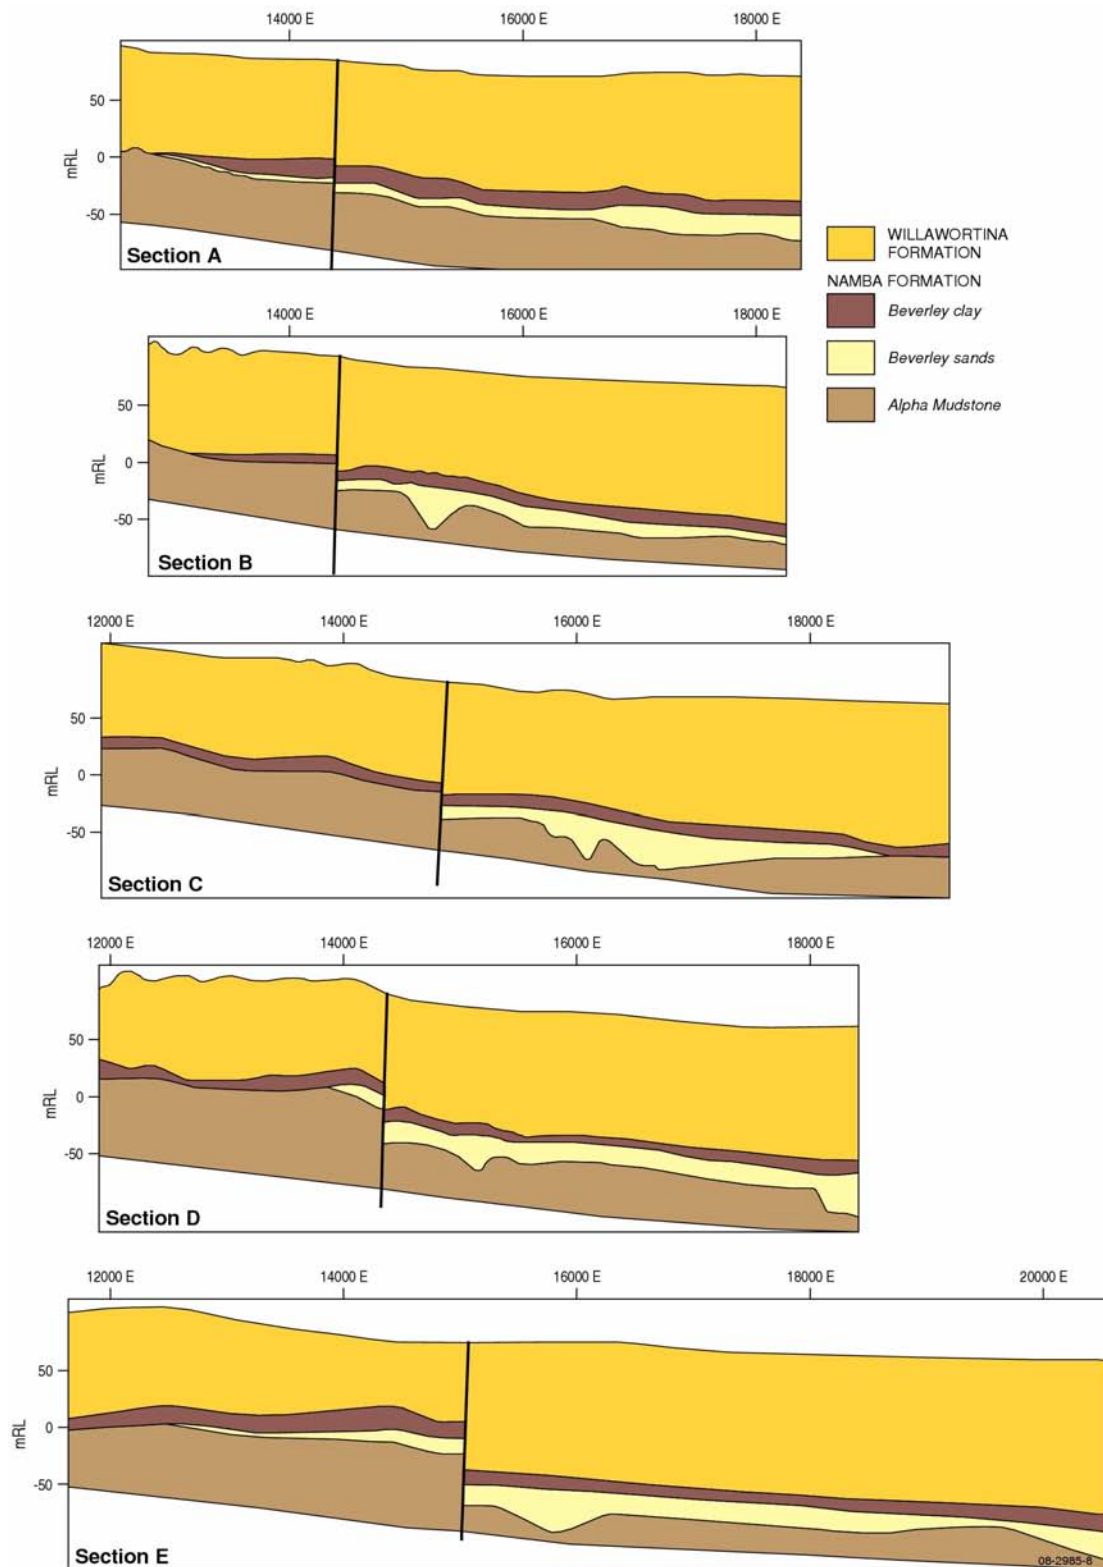 14000 E 16000 E 18000 E
50
0
-50
mRL
Section A
WILLAWORTINA
FORMATION
NAMBA FORMATION
Beverley clay
Beverley sands
Alpha Mudstone
14000 E 16000 E 18000 E
50
0
-50
mRL
Section B
12000 E 14000 E 16000 E 18000 E
50
0
-50
mRL
Section C
12000 E 14000 E 16000 E 18000 E
50
0
-50
mRL
Section D
12000 E 14000 E 16000 E 18000 E 20000 E
50
0
-50
mRL
Section E
08-2985-8